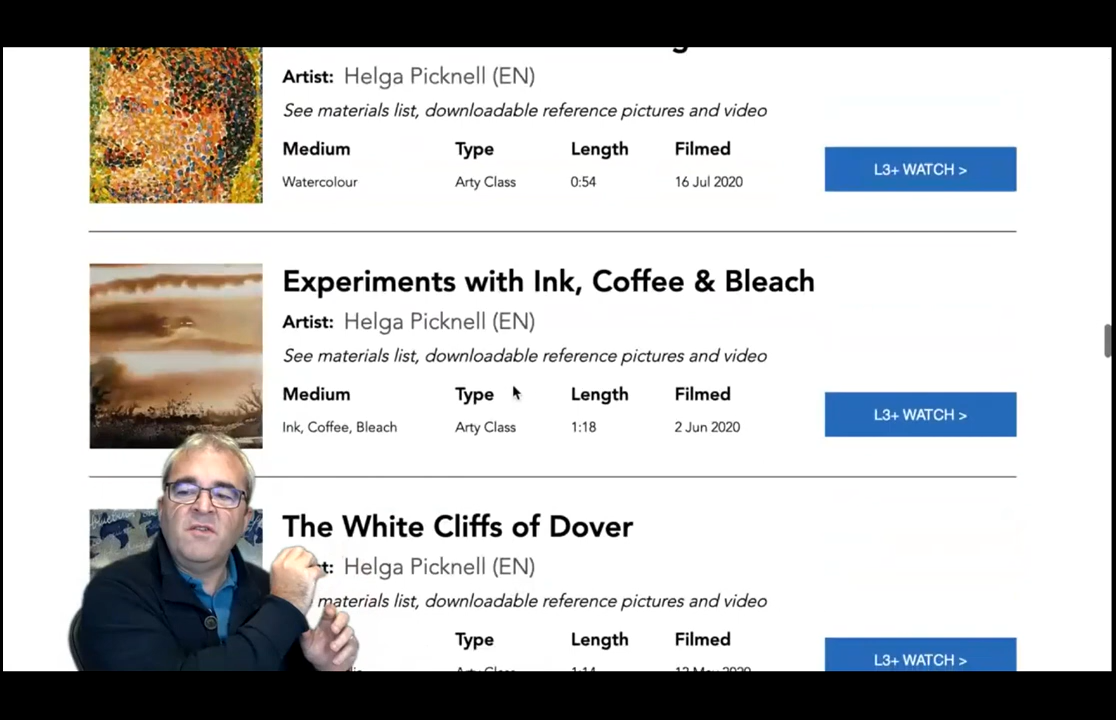 Artist: Helga Picknell (EN)
See materials list, downloadable reference pictures and video
Medium Type Length Filmed
Watercolour Arty Class 0:54 16 Jul 2020
L3+ WATCH >
Experiments with Ink, Coffee & Bleach
Artist: Helga Picknell (EN)
See materials list, downloadable reference pictures and video
Medium Type Length Filmed
Ink, Coffee, Bleach Arty Class 1:18 2 Jun 2020
L3+ WATCH >
The White Cliffs of Dover
Helga Picknell (EN)
materials list, downloadable reference pictures and video
Type Length Filmed
L3+ WATCH >